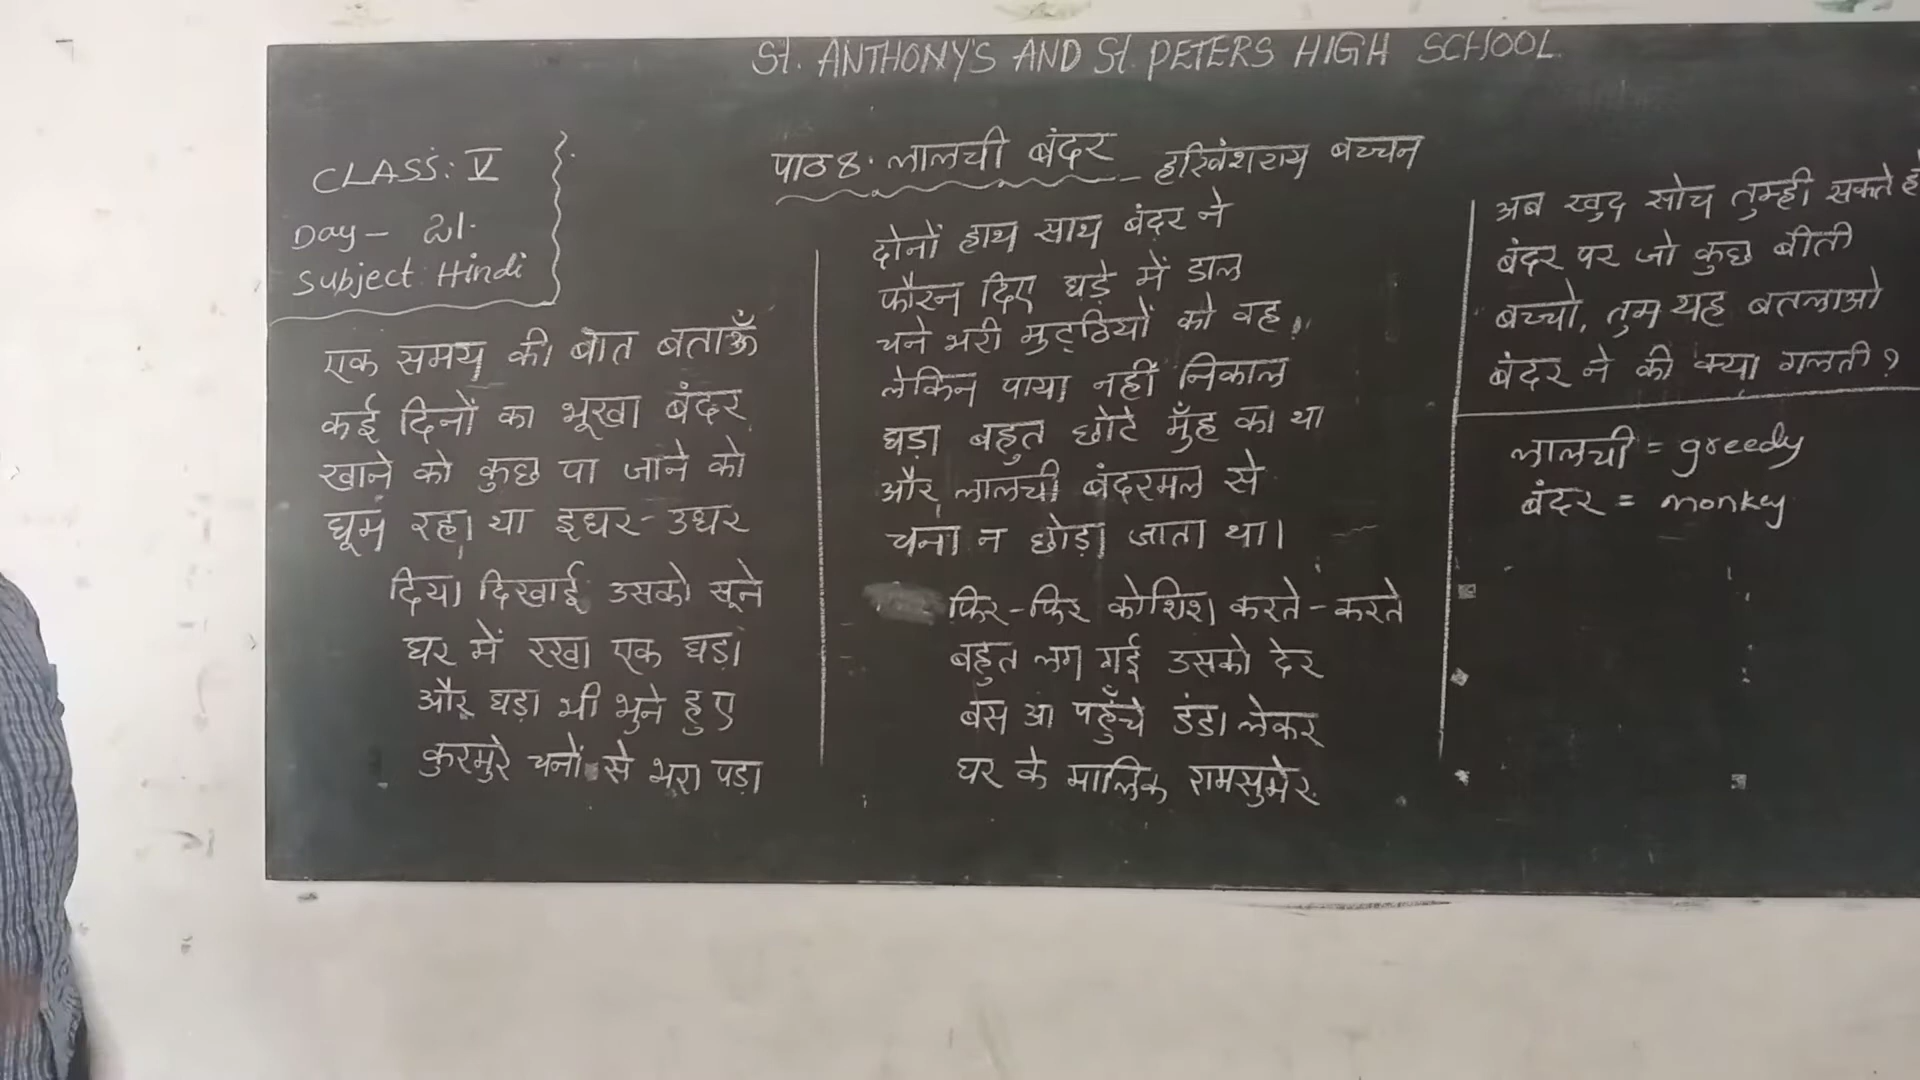 St. ANTHONY'S AND St. PETERS HIGH SCHOOL
CLASS: V
Day - 21.
Subject: Hindi
पाठ 8. लालची बंदर - हरिवंशराय बच्चन
एक समय की बात बताऊँ
कई दिनों का भूखा बंदर
खाने को कुछ पा जाने को
घूम रहा था इधर-उधर
दिया दिखाई उसको सूने
घर में रखा एक घड़ा
और घड़ा भी भुने हुए
कुरमुरे चनों से भरा पड़ा
दोनों हाथ साथ बंदर ने
फौरन दिए घड़े में डाल
चने भरी मुट्ठियों को वह
लेकिन पाया नहीं निकाल
घड़ा बहुत छोटे मुँह का था
और लालची बंदरमल से
चना न छोड़ा जाता था।
फिर-फिर कोशिश करते-करते
बहुत लग गई उसको देर
बस आ पहुँचे डंडा लेकर
घर के मालिक रामसुमेर
अब खुद सोच तुम्ही सकते हो
बंदर पर जो कुछ बीती
बच्चो, तुम यह बतलाओ
बंदर ने की क्या गलती?
लालची = greedy
बंदर = monkey